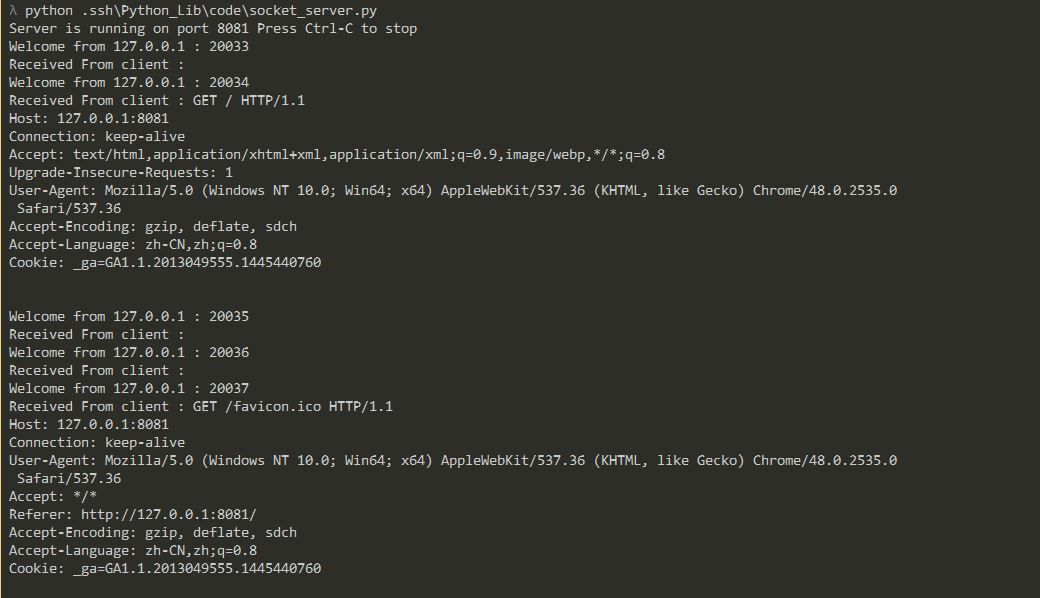 λ python .ssh\Python_Lib\code\socket_server.py
Server is running on port 8081 Press Ctrl-C to stop
Welcome from 127.0.0.1 : 20033
Received From client :
Welcome from 127.0.0.1 : 20034
Received From client : GET / HTTP/1.1
Host: 127.0.0.1:8081
Connection: keep-alive
Accept: text/html,application/xhtml+xml,application/xml;q=0.9,image/webp,*/*;q=0.8
Upgrade-Insecure-Requests: 1
User-Agent: Mozilla/5.0 (Windows NT 10.0; Win64; x64) AppleWebKit/537.36 (KHTML, like Gecko) Chrome/48.0.2535.0
 Safari/537.36
Accept-Encoding: gzip, deflate, sdch
Accept-Language: zh-CN,zh;q=0.8
Cookie: _ga=GA1.1.2013049555.1445440760
Welcome from 127.0.0.1 : 20035
Received From client :
Welcome from 127.0.0.1 : 20036
Received From client :
Welcome from 127.0.0.1 : 20037
Received From client : GET /favicon.ico HTTP/1.1
Host: 127.0.0.1:8081
Connection: keep-alive
User-Agent: Mozilla/5.0 (Windows NT 10.0; Win64; x64) AppleWebKit/537.36 (KHTML, like Gecko) Chrome/48.0.2535.0
 Safari/537.36
Accept: */*
Referer: http://127.0.0.1:8081/
Accept-Encoding: gzip, deflate, sdch
Accept-Language: zh-CN,zh;q=0.8
Cookie: _ga=GA1.1.2013049555.1445440760